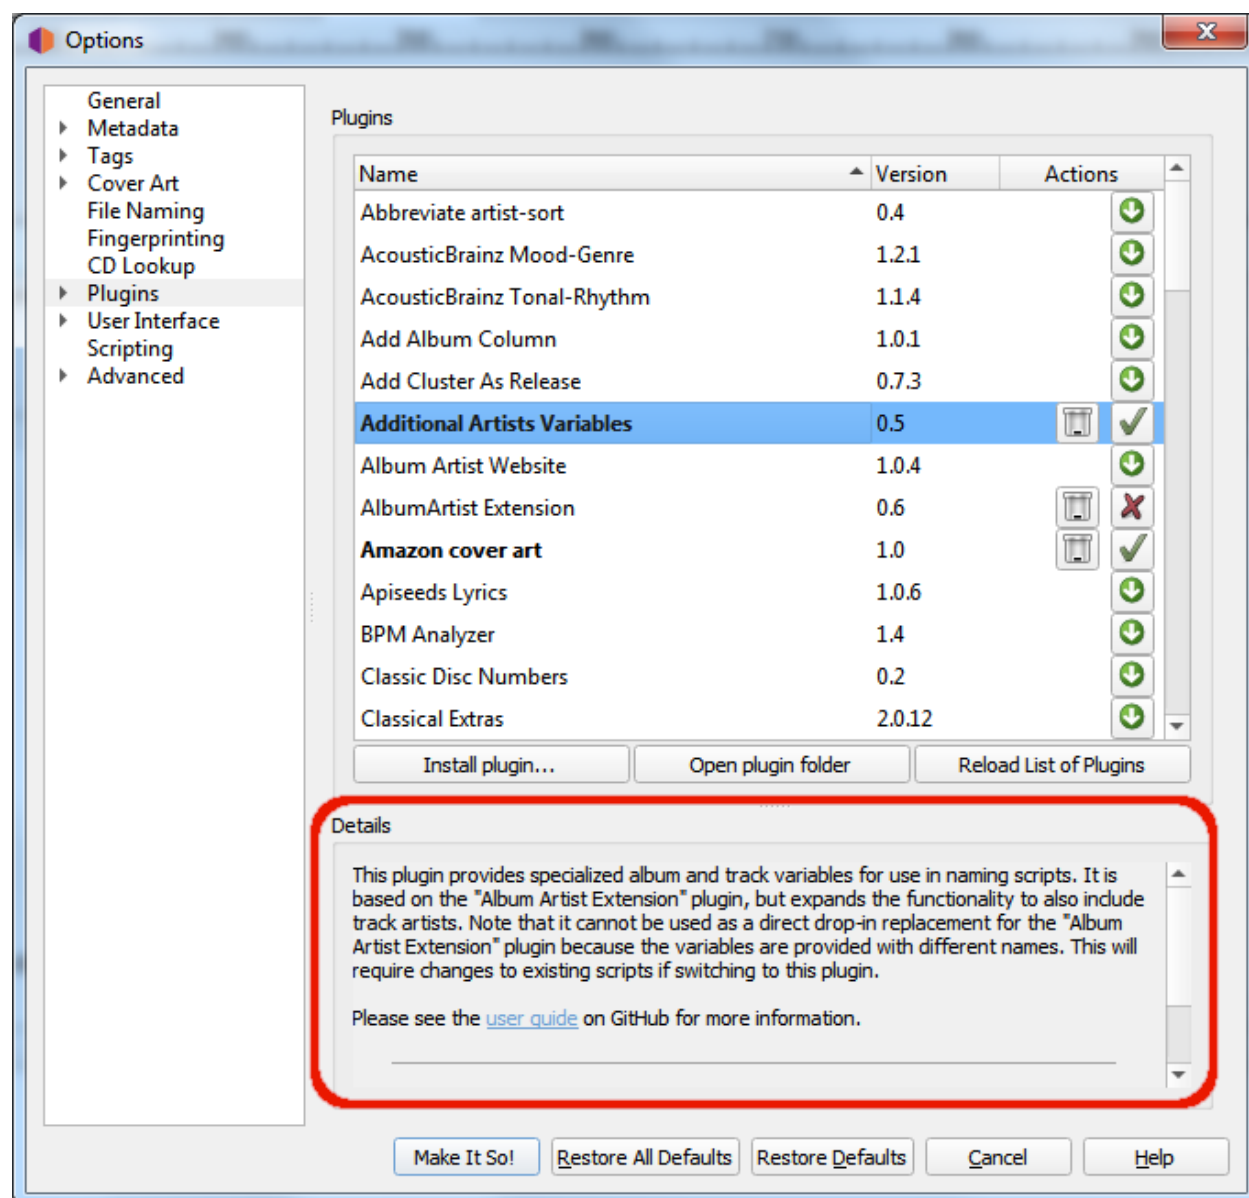 Options
General
Metadata
Tags
Cover Art
File Naming
Fingerprinting
CD Lookup
Plugins
User Interface
Scripting
Advanced
Plugins
Name Version Actions
Abbreviate artist-sort 0.4
AcousticBrainz Mood-Genre 1.2.1
AcousticBrainz Tonal-Rhythm 1.1.4
Add Album Column 1.0.1
Add Cluster As Release 0.7.3
Additional Artists Variables 0.5
Album Artist Website 1.0.4
AlbumArtist Extension 0.6
Amazon cover art 1.0
Apiseeds Lyrics 1.0.6
BPM Analyzer 1.4
Classic Disc Numbers 0.2
Classical Extras 2.0.12
Install plugin... Open plugin folder Reload List of Plugins
Details
This plugin provides specialized album and track variables for use in naming scripts. It is
based on the "Album Artist Extension" plugin, but expands the functionality to also include
track artists. Note that it cannot be used as a direct drop-in replacement for the "Album
Artist Extension" plugin because the variables are provided with different names. This will
require changes to existing scripts if switching to this plugin.
Please see the user guide on GitHub for more information.
Make It So! Restore All Defaults Restore Defaults Cancel Help